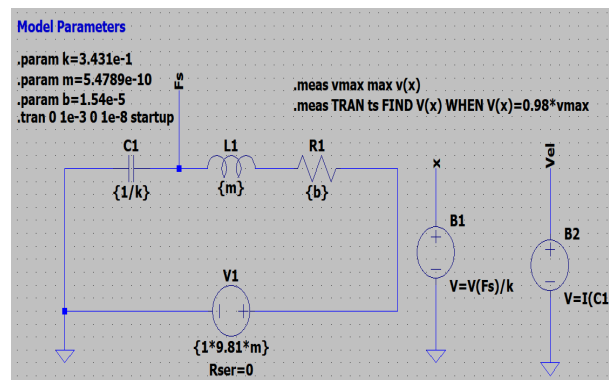 Model Parameters
.param k=3.431e-1
.param m=5.4789e-10
.param b=1.54e-5
.tran 0 1e-3 0 1e-8 startup
Fs
.meas vmax max v(x)
.meas TRAN ts FIND V(x) WHEN V(x)=0.98*vmax
C1
L1
R1
{1/k}
{m}
{b}
x
Vel
B1
B2
V=V(Fs)/k
V=I(C1
V1
{1*9.81*m}
Rser=0